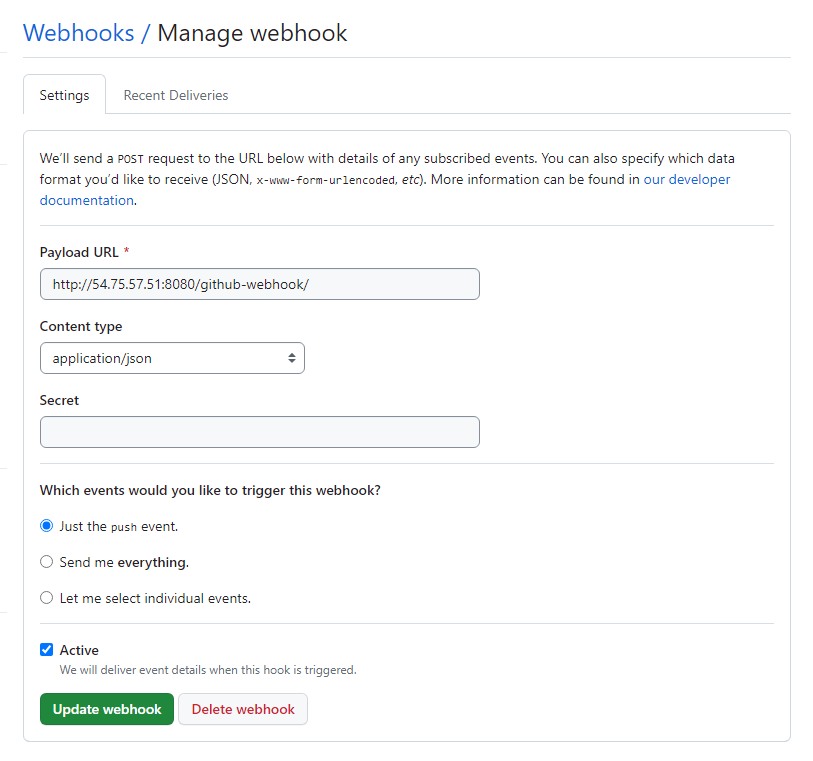 Webhooks / Manage webhook
Settings
Recent Deliveries
We’ll send a POST request to the URL below with details of any subscribed events. You can also specify which data
format you’d like to receive (JSON, x-www-form-urlencoded, etc). More information can be found in our developer
documentation.
Payload URL *
http://54.75.57.51:8080/github-webhook/
Content type
application/json
Secret
Which events would you like to trigger this webhook?
Just the push event.
Send me everything.
Let me select individual events.
Active
We will deliver event details when this hook is triggered.
Update webhook
Delete webhook